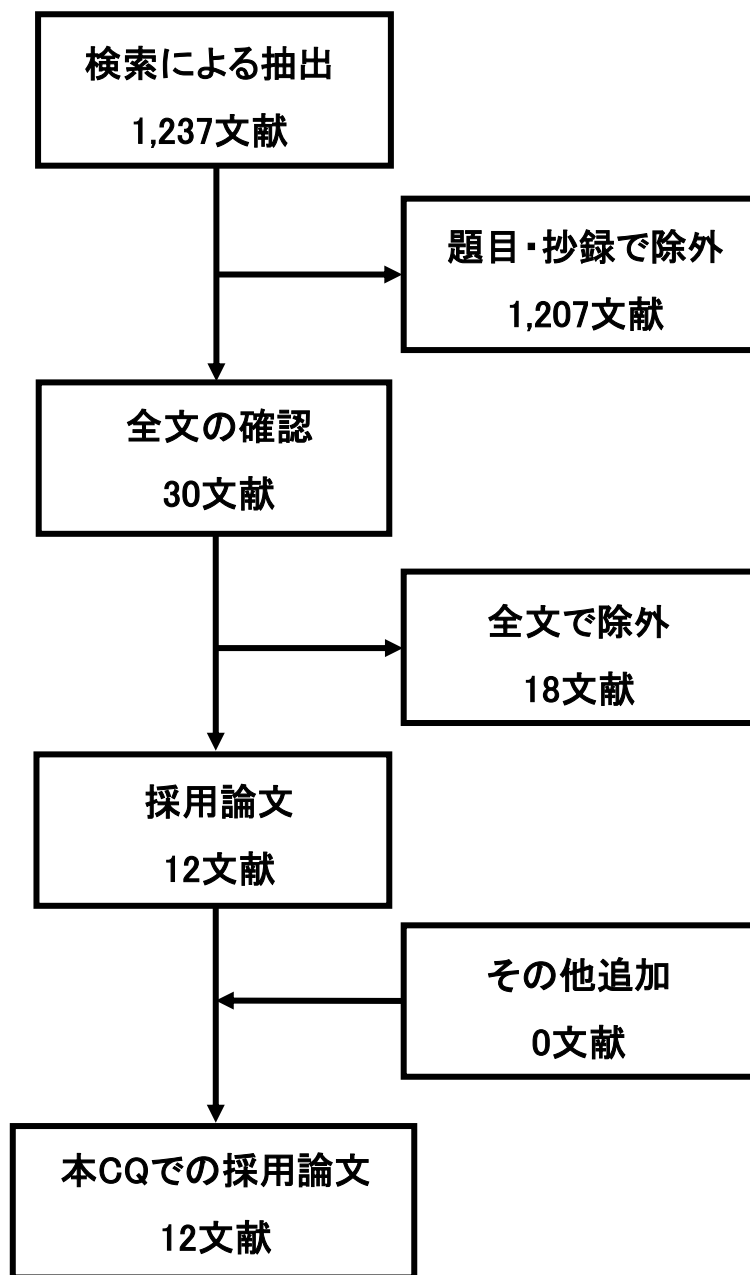 検索による抽出
1,237文献
題目・抄録で除外
1,207文献
全文の確認
30文献
全文で除外
18文献
採用論文
12文献
その他追加
0文献
本CQでの採用論文
12文献